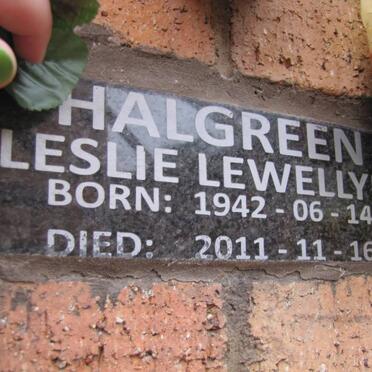 HALGREEN
LESLIE LEWELLY
BORN: 1942 - 06 - 14
DIED: 2011 - 11 - 16